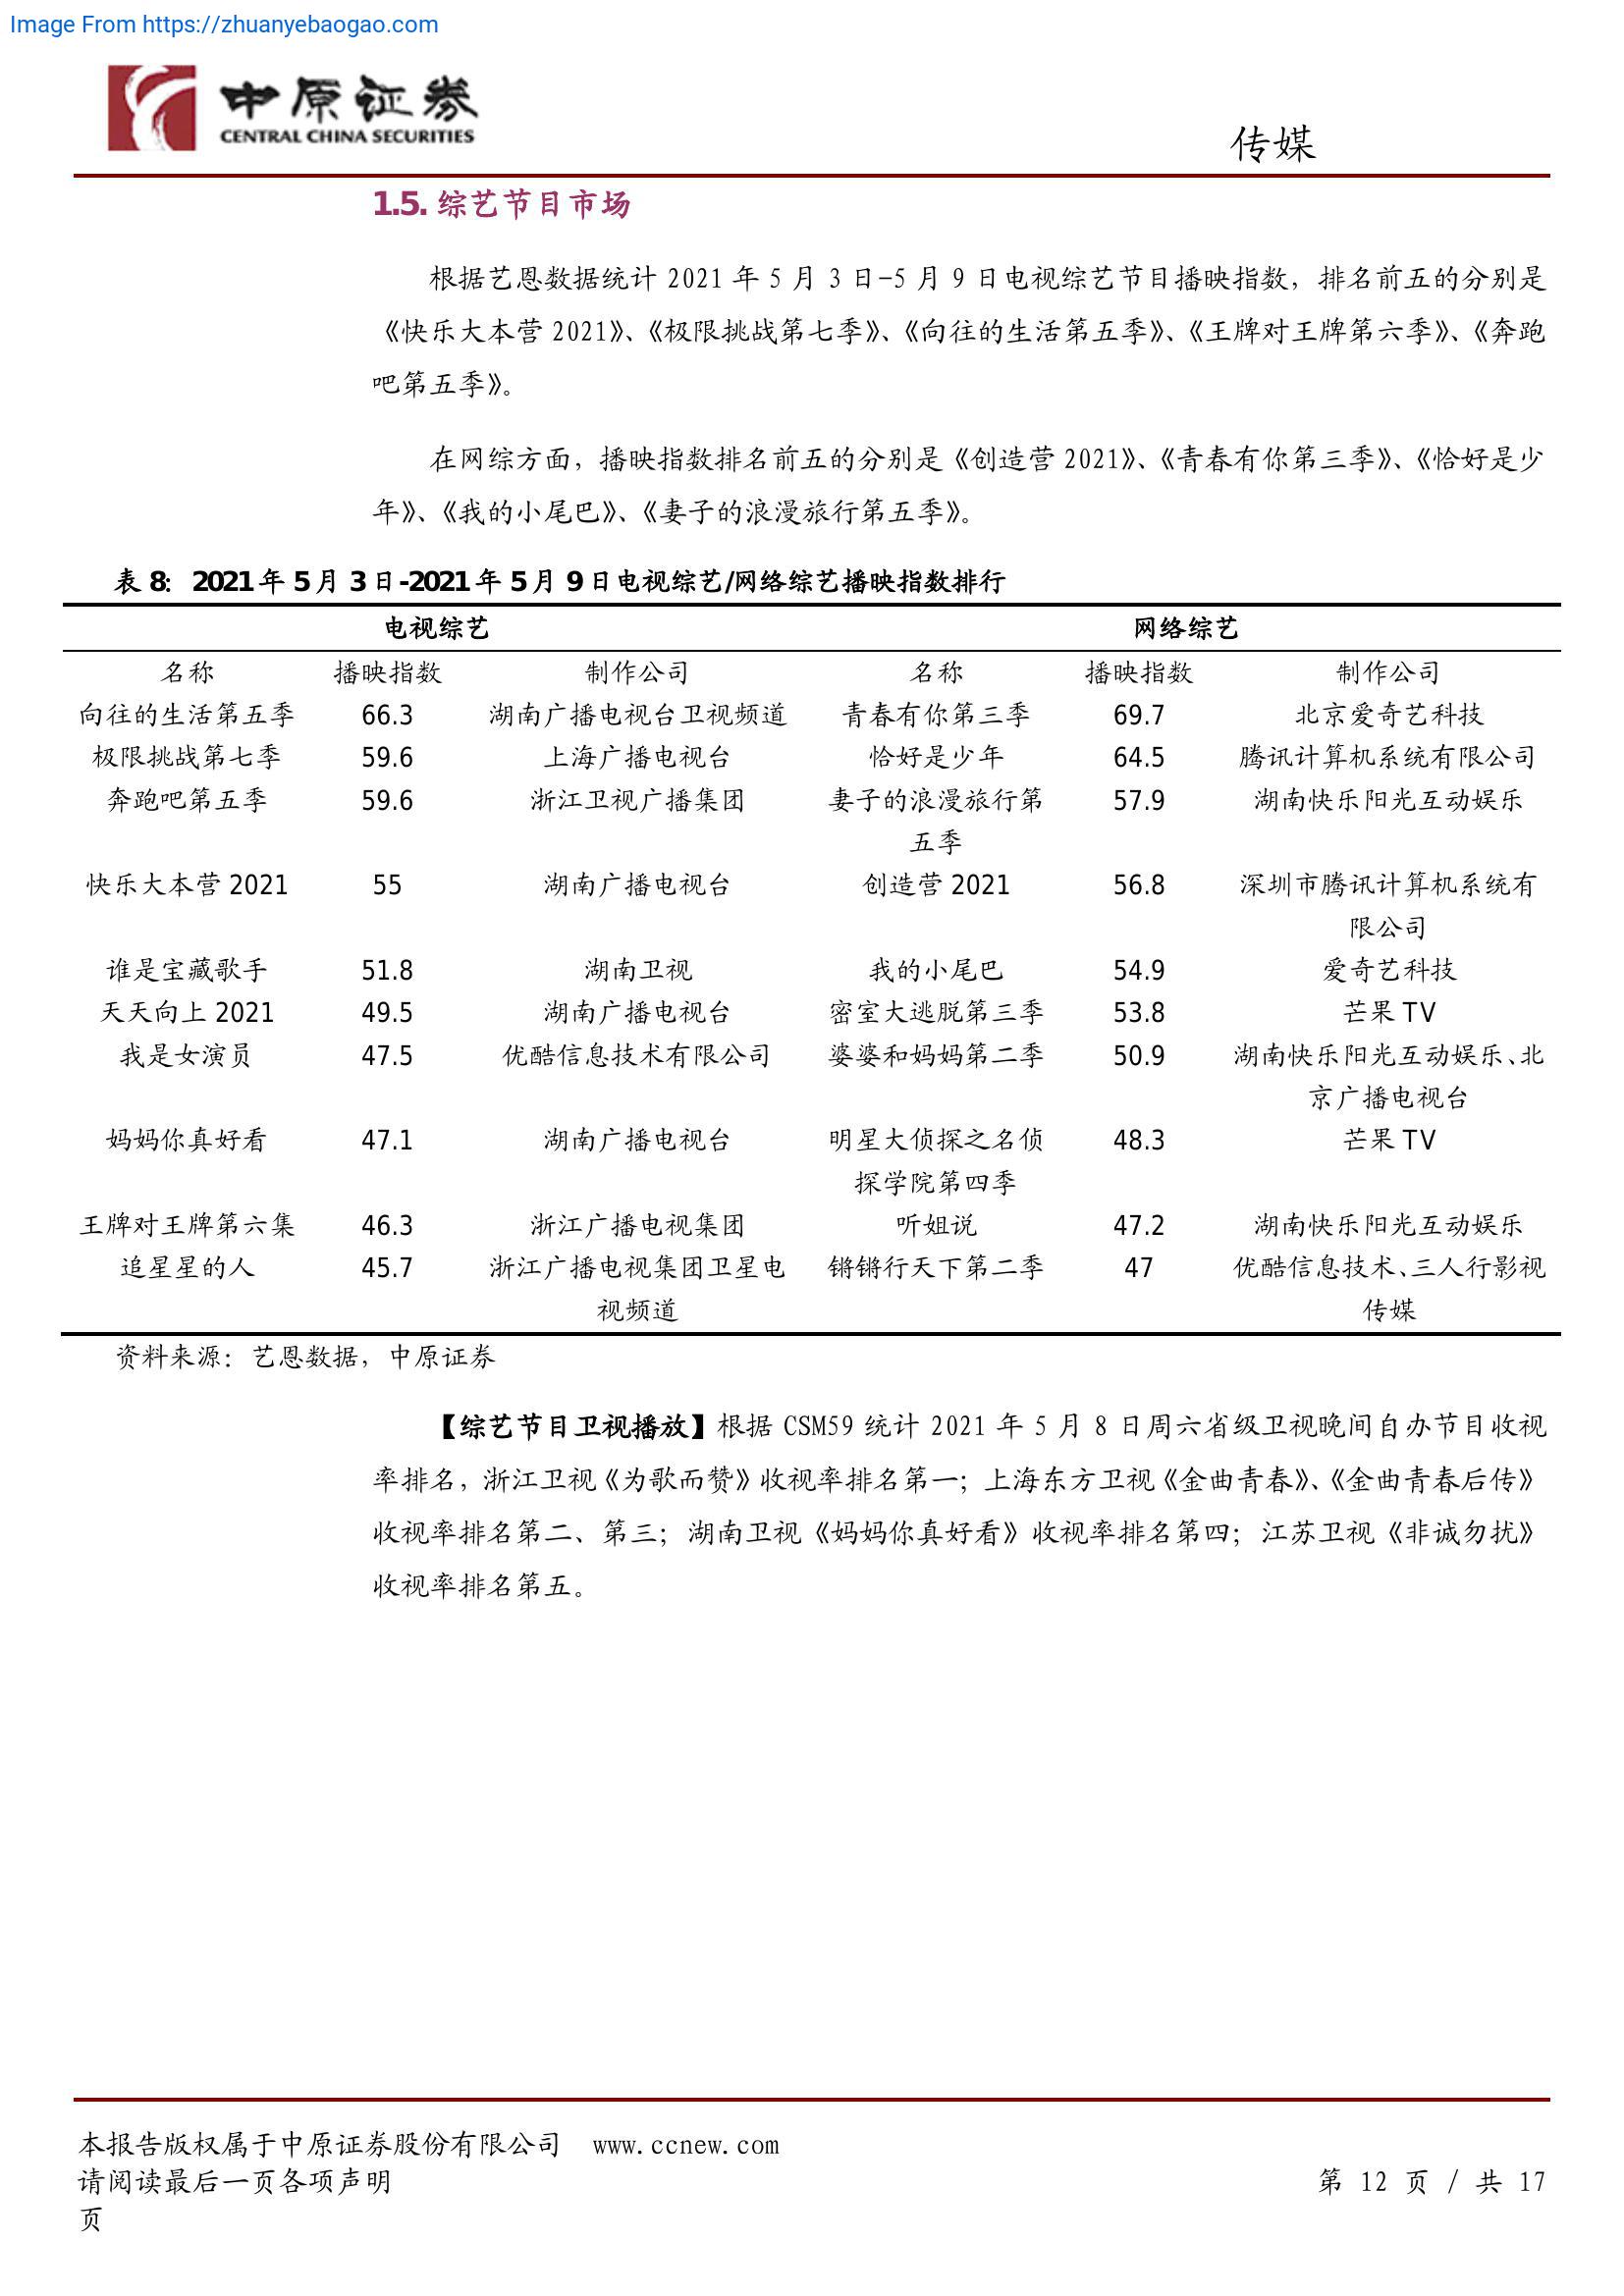 Image From https://zhuanyebaogao.com
中原证券
CENTRAL CHINA SECURITIES
传媒
1.5. 综艺节目市场
根据艺恩数据统计 2021 年 5 月 3 日-5 月 9 日电视综艺节目播映指数，排名前五的分别是
《快乐大本营 2021》、《极限挑战第七季》、《向往的生活第五季》、《王牌对王牌第六季》、《奔跑
吧第五季》。
在网综方面，播映指数排名前五的分别是《创造营 2021》、《青春有你第三季》、《恰好是少
年》、《我的小尾巴》、《妻子的浪漫旅行第五季》。
表 8： 2021 年 5 月 3 日-2021 年 5 月 9 日电视综艺/网络综艺播映指数排行
电视综艺 网络综艺
名称 播映指数 制作公司 名称 播映指数 制作公司
向往的生活第五季 66.3 湖南广播电视台卫视频道 青春有你第三季 69.7 北京爱奇艺科技
极限挑战第七季 59.6 上海广播电视台 恰好是少年 64.5 腾讯计算机系统有限公司
奔跑吧第五季 59.6 浙江卫视广播集团 妻子的浪漫旅行第 57.9 湖南快乐阳光互动娱乐
五季
快乐大本营 2021 55 湖南广播电视台 创造营 2021 56.8 深圳市腾讯计算机系统有
限公司
谁是宝藏歌手 51.8 湖南卫视 我的小尾巴 54.9 爱奇艺科技
天天向上 2021 49.5 湖南广播电视台 密室大逃脱第三季 53.8 芒果 TV
我是女演员 47.5 优酷信息技术有限公司 婆婆和妈妈第二季 50.9 湖南快乐阳光互动娱乐、北
京广播电视台
妈妈你真好看 47.1 湖南广播电视台 明星大侦探之名侦 48.3 芒果 TV
探学院第四季
王牌对王牌第六集 46.3 浙江广播电视集团 听姐说 47.2 湖南快乐阳光互动娱乐
追星星的人 45.7 浙江广播电视集团卫星电 锵锵行天下第二季 47 优酷信息技术、三人行影视
视频道 传媒
资料来源：艺恩数据，中原证券
【综艺节目卫视播放】根据 CSM59 统计 2021 年 5 月 8 日周六省级卫视晚间自办节目收视
率排名，浙江卫视《为歌而赞》收视率排名第一；上海东方卫视《金曲青春》、《金曲青春后传》
收视率排名第二、第三；湖南卫视《妈妈你真好看》收视率排名第四；江苏卫视《非诚勿扰》
收视率排名第五。
本报告版权属于中原证券股份有限公司 www.ccnew.com
请阅读最后一页各项声明 第 12 页 / 共 17
页